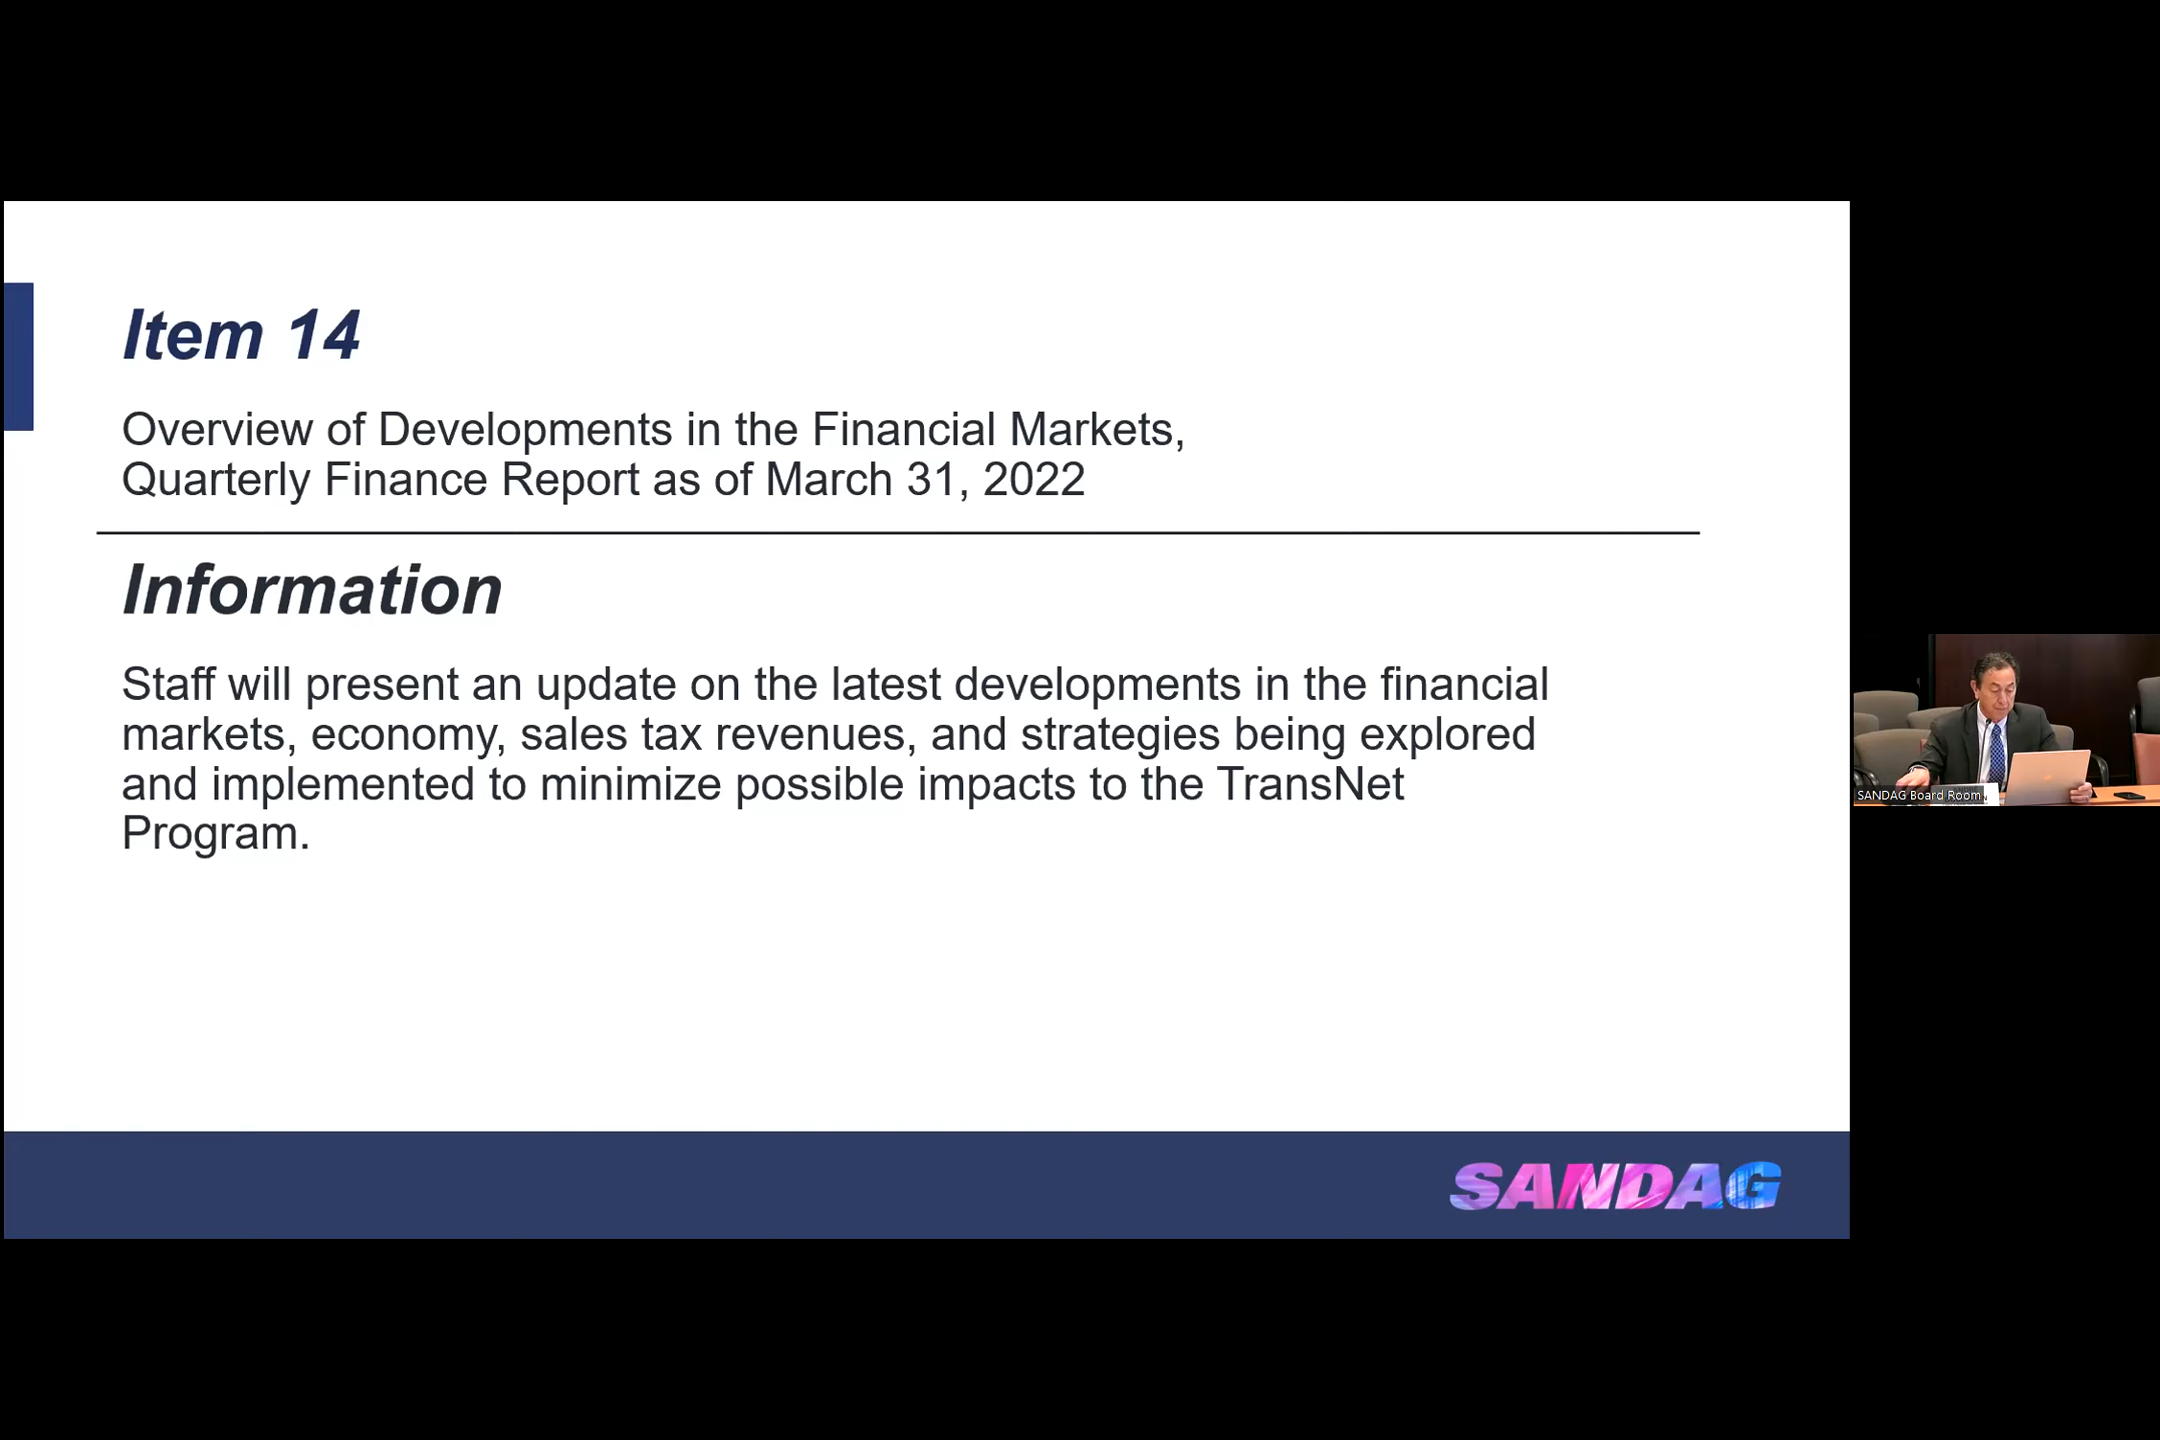 Item 14
Overview of Developments in the Financial Markets,
Quarterly Finance Report as of March 31, 2022
Information
Staff will present an update on the latest developments in the financial
markets, economy, sales tax revenues, and strategies being explored
and implemented to minimize possible impacts to the TransNet
Program.
SANDAG Board Room
SANDAG